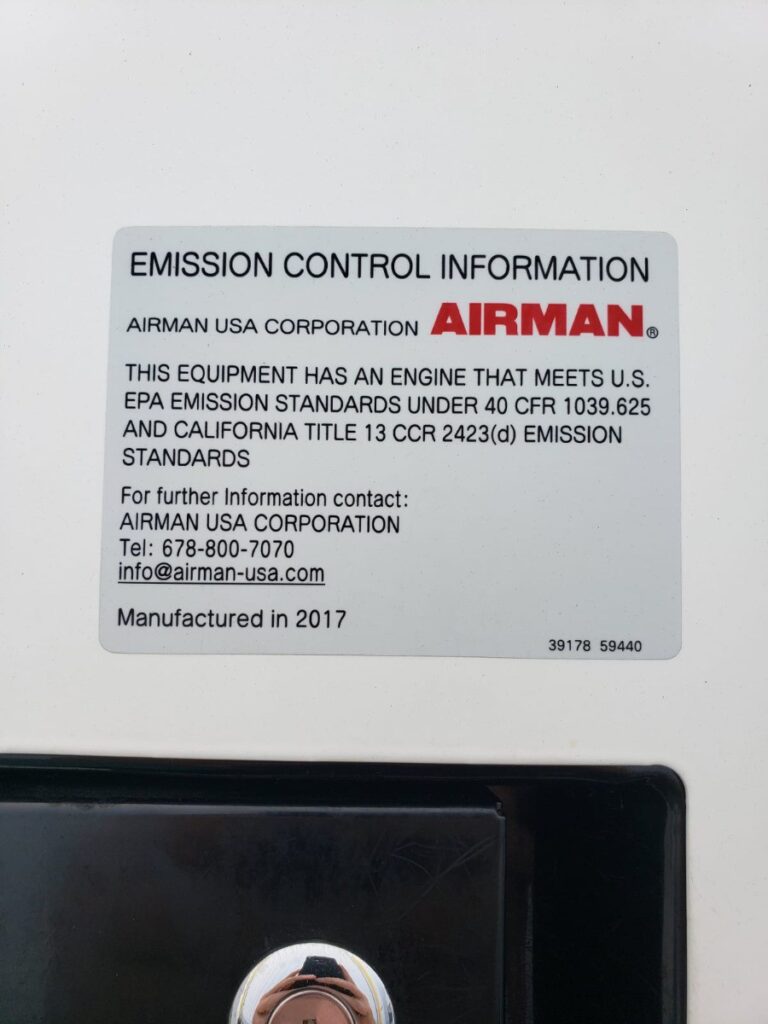 EMISSION CONTROL INFORMATION
AIRMAN USA CORPORATION AIRMAN®
THIS EQUIPMENT HAS AN ENGINE THAT MEETS U.S.
EPA EMISSION STANDARDS UNDER 40 CFR 1039.625
AND CALIFORNIA TITLE 13 CCR 2423(d) EMISSION
STANDARDS
For further Information contact:
AIRMAN USA CORPORATION
Tel: 678-800-7070
info@airman-usa.com
Manufactured in 2017
39178 59440